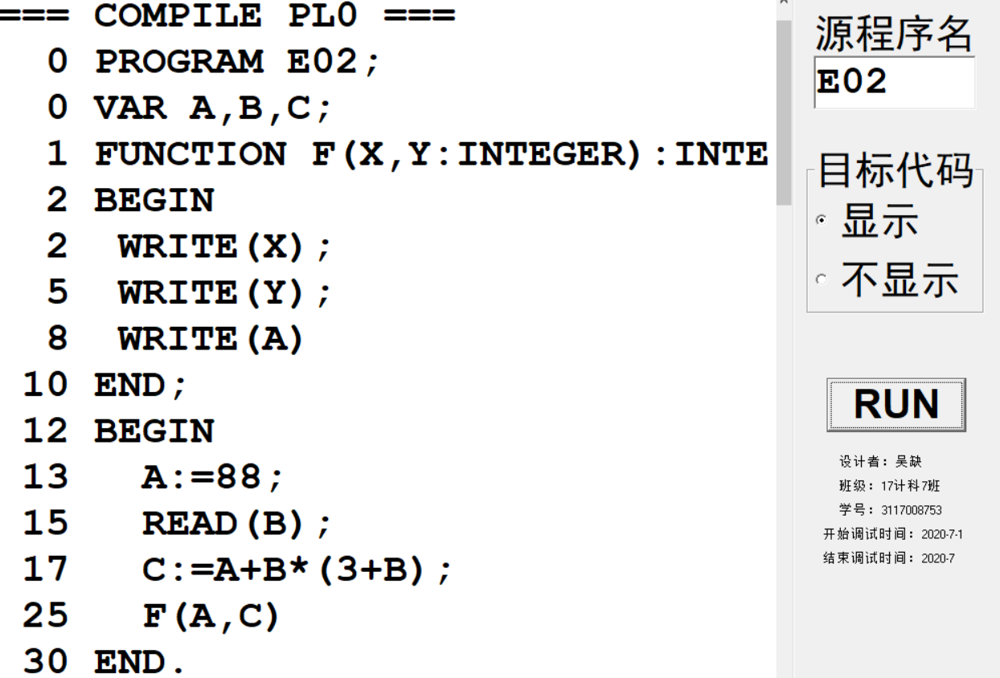 === COMPILE PL0 ===
0 PROGRAM E02;
0 VAR A,B,C;
1 FUNCTION F(X,Y:INTEGER):INTE
2 BEGIN
2 WRITE(X);
5 WRITE(Y);
8 WRITE(A)
10 END;
12 BEGIN
13 A:=88;
15 READ(B);
17 C:=A+B*(3+B);
25 F(A,C)
30 END.
源程序名
E02
目标代码
显示
不显示
RUN
设计者：吴缺
班级：17计科7班
学号：3117008753
开始调试时间：2020-7-1
结束调试时间：2020-7